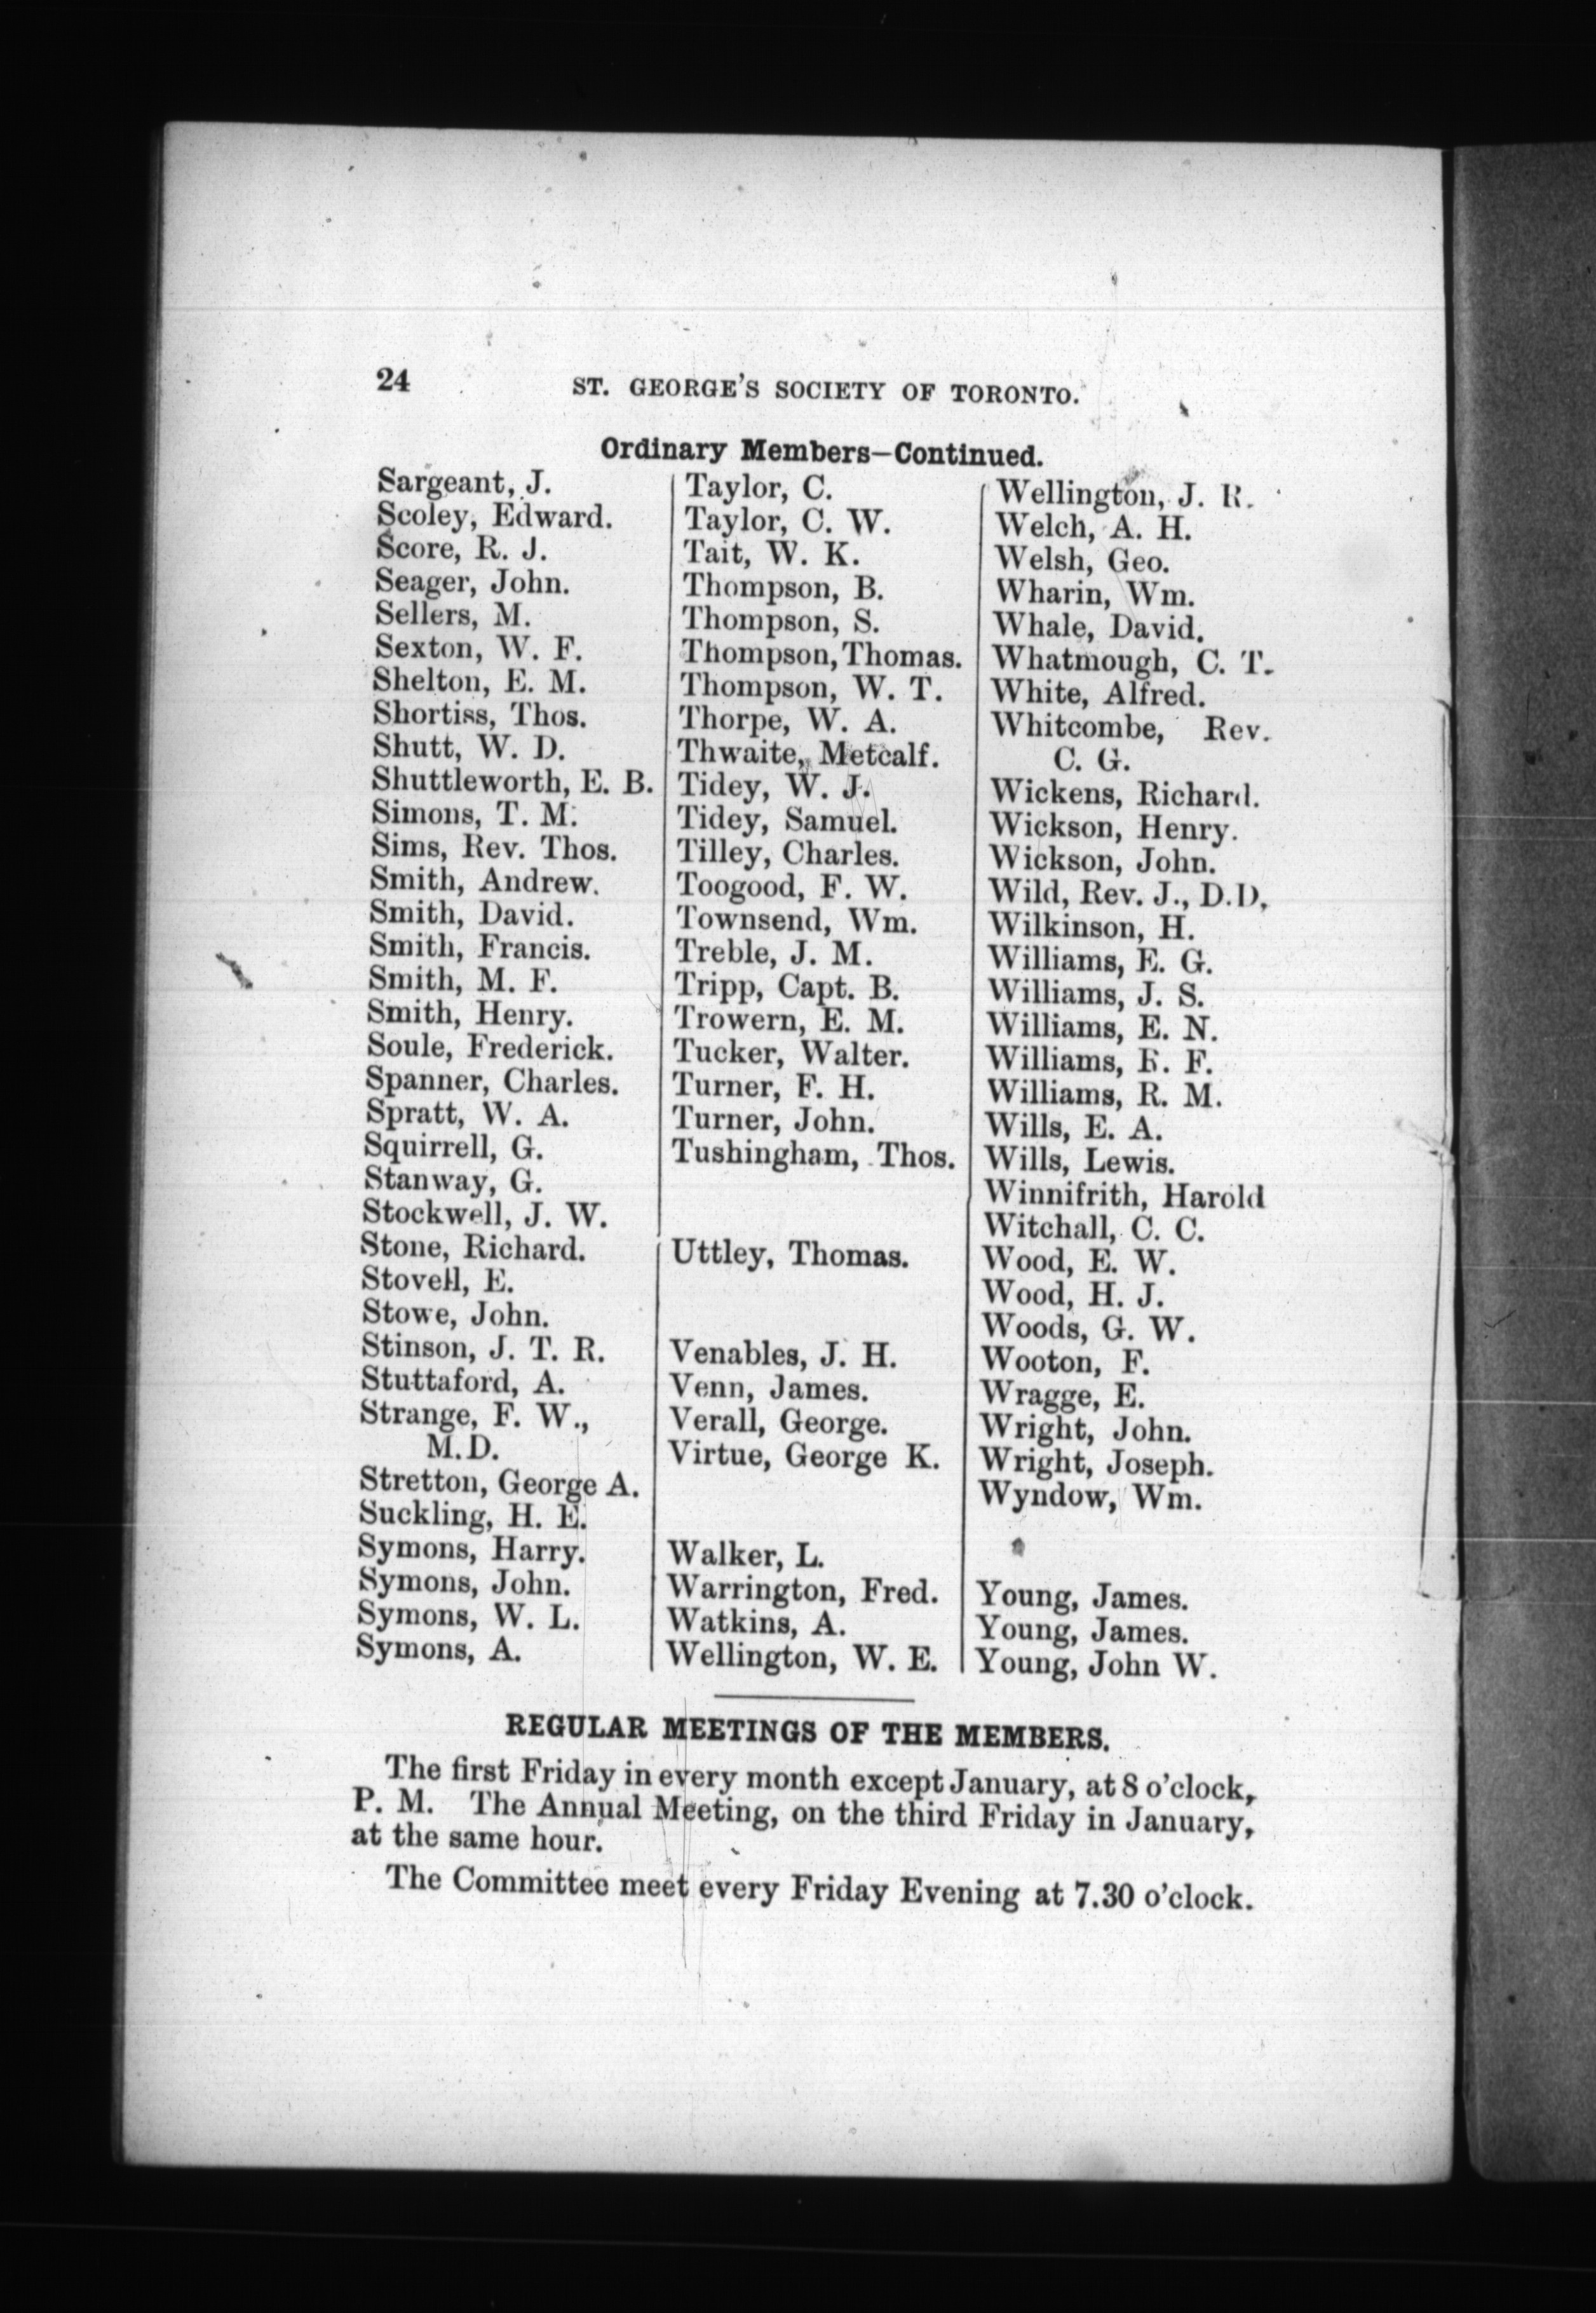 24
ST. GEORGE'S SOCIETY OF TORONTO.
Ordinary Members—Continued.
Sargeant, J.
Scoley, Edward.
Score, R. J.
Seager, John.
Sellers, M.
Sexton, W. F.
Shelton, E. M.
Shortiss, Thos.
Shutt, W. D.
Shuttleworth, E. B.
Simons, T. M.
Sims, Rev. Thos.
Smith, Andrew.
Smith, David.
Smith, Francis.
Smith, M. F.
Smith, Henry.
Soule, Frederick.
Spanner, Charles.
Spratt, W. A.
Squirrell, G.
Stanway, G.
Stockwell, J. W.
Stone, Richard.
Stovell, E.
Stowe, John.
Stinson, J. T. R.
Stuttaford, A.
Strange, F. W.,
M.D.
Stretton, George A.
Suckling, H. E.
Symons, Harry.
Symons, John.
Symons, W. L.
Symons, A.
Taylor, C.
Taylor, C. W.
Tait, W. K.
Thompson, B.
Thompson, S.
Thompson, Thomas.
Thompson, W. T.
Thorpe, W. A.
Thwaite, Metcalf.
Tidey, W. J.
Tidey, Samuel.
Tilley, Charles.
Toogood, F. W.
Townsend, Wm.
Treble, J. M.
Tripp, Capt. B.
Trowern, E. M.
Tucker, Walter.
Turner, F. H.
Turner, John.
Tushingham, Thos.
Uttley, Thomas.
Venables, J. H.
Venn, James.
Verall, George.
Virtue, George K.
Walker, L.
Warrington, Fred.
Watkins, A.
Wellington, W. E.
Wellington, J. R.
Welch, A. H.
Welsh, Geo.
Wharin, Wm.
Whale, David.
Whatmough, C. T.
White, Alfred.
Whitcombe, Rev.
C. G.
Wickens, Richard.
Wickson, Henry.
Wickson, John.
Wild, Rev. J., D.D.
Wilkinson, H.
Williams, E. G.
Williams, J. S.
Williams, E. N.
Williams, F.
Williams, R. M.
Wills, E. A.
Wills, Lewis.
Winnifrith, Harold
Witchall, C. C.
Wood, E. W.
Wood, H. J.
Woods, G. W.
Wooton, F.
Wragge, E.
Wright, John.
Wright, Joseph.
Wyndow, Wm.
Young, James.
Young, James.
Young, John W.
REGULAR MEETINGS OF THE MEMBERS.
The first Friday in every month except January, at 8 o'clock,
P. M. The Annual Meeting, on the third Friday in January,
at the same hour.
The Committee meet every Friday Evening at 7.30 o'clock.